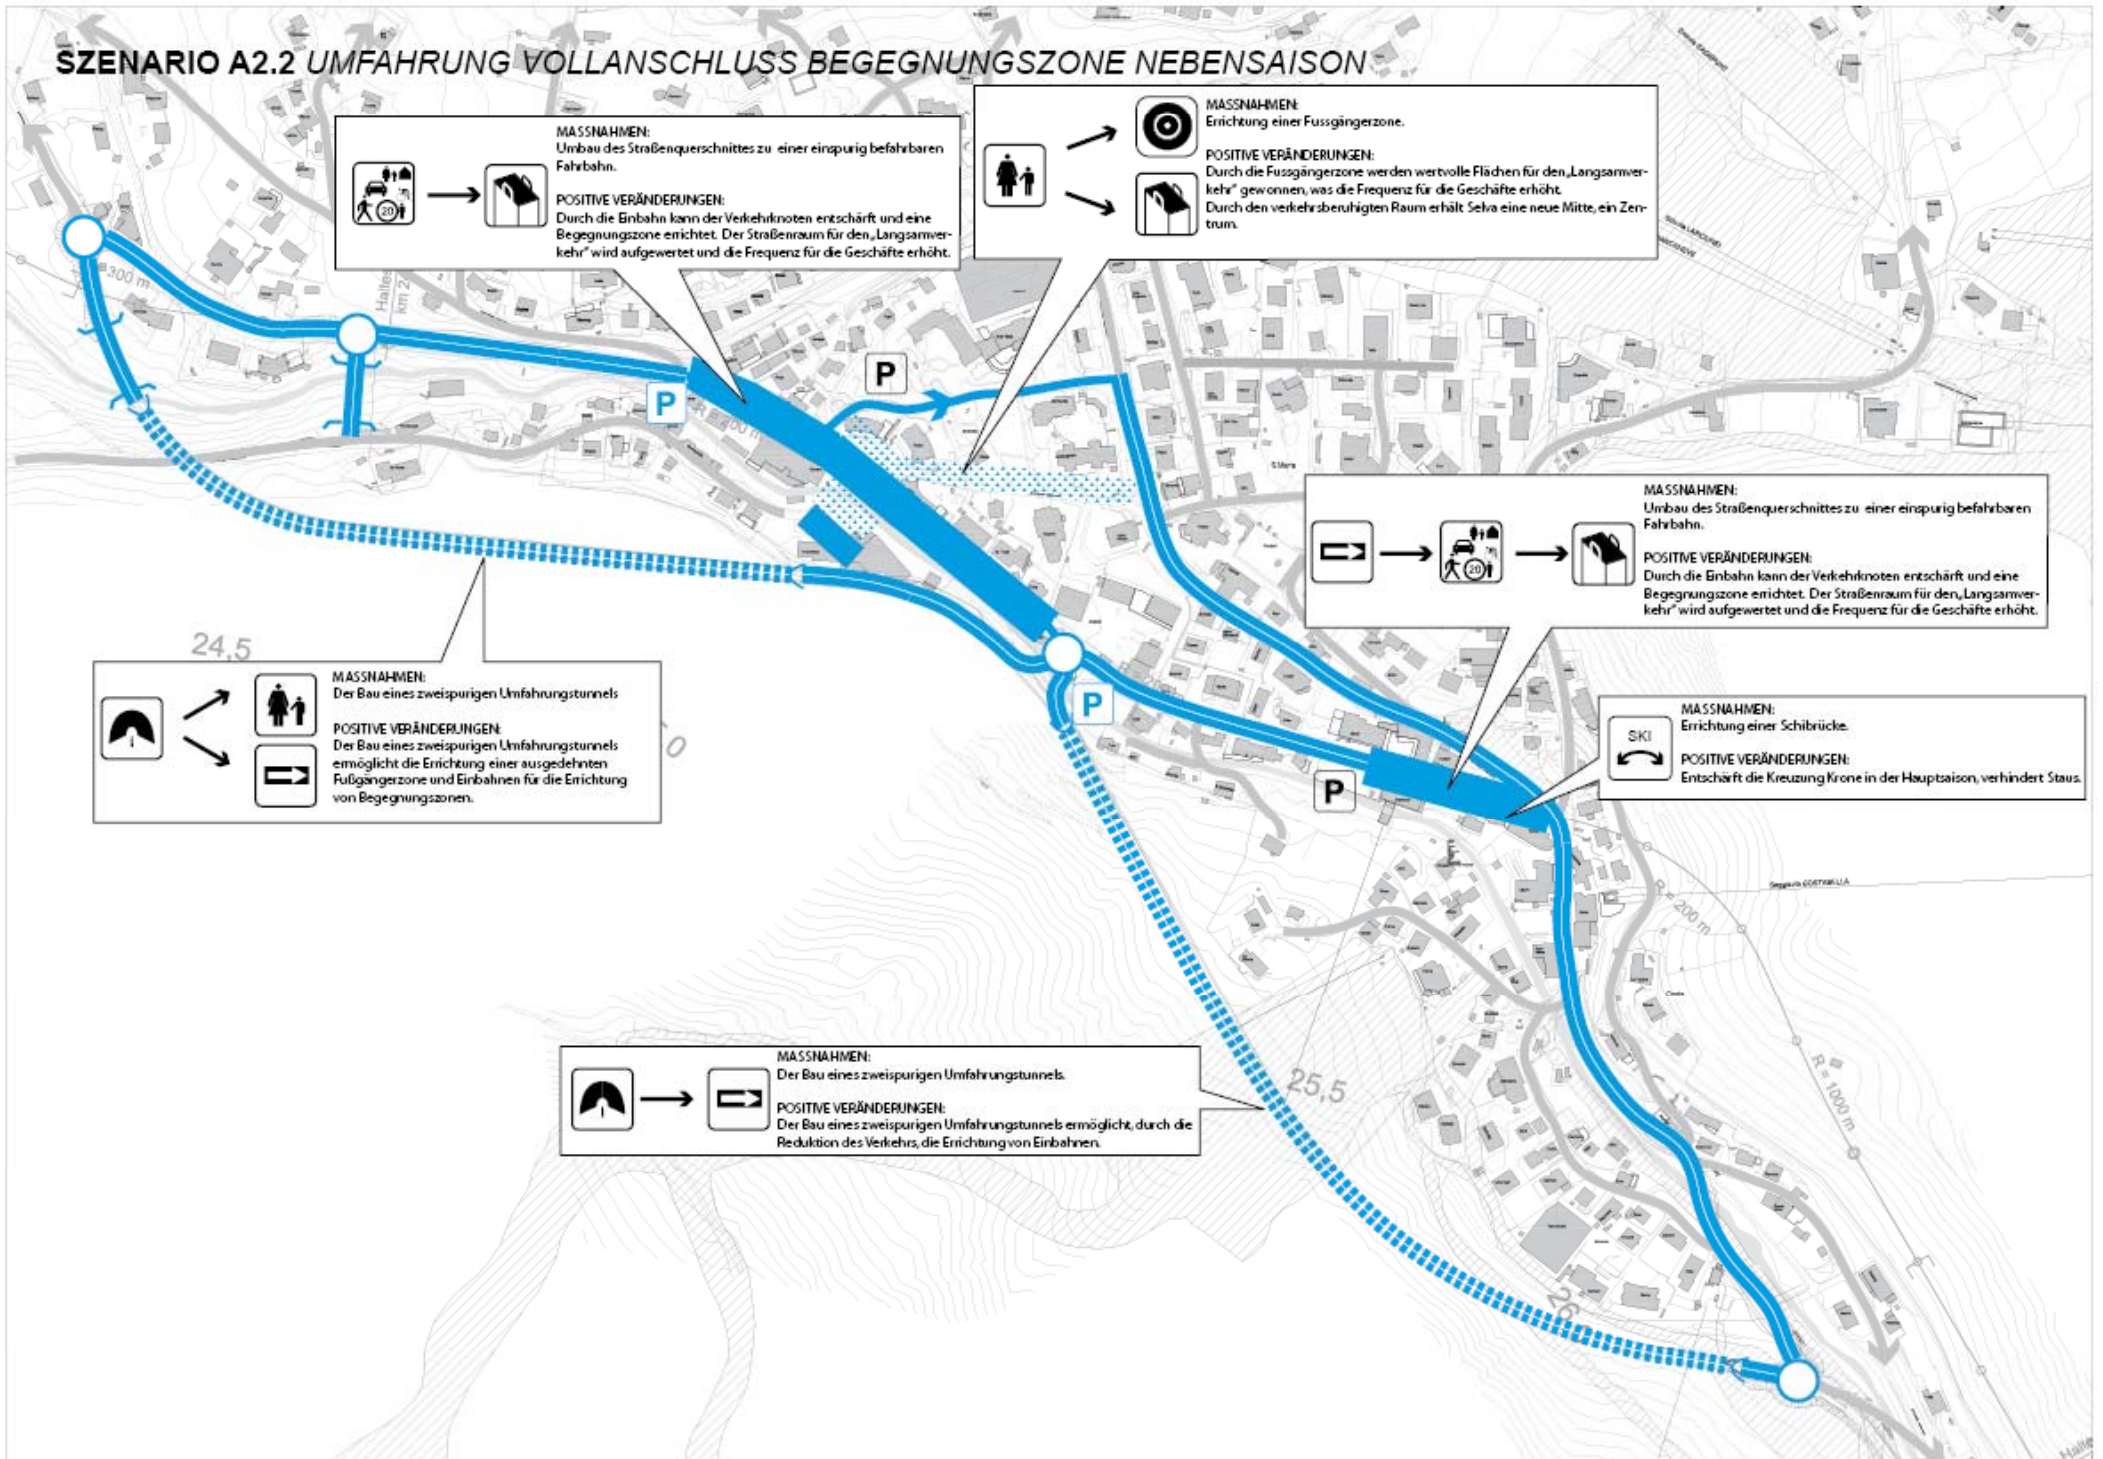 SZENARIO A2.2 UMFAHRUNG VOLLANSCHLUSS BEGEGNUNGSZONE NEBENSAISON
MASSNAHMEN:
Umbau des Straßenquerschnittes zu einer einspurig befahrbaren
Fahrbahn.
POSITIVE VERÄNDERUNGEN:
Durch die Einbahn kann der Verkehrknoten entschärft und eine
Begegnungszone errichtet. Der Straßenraum für den „Langsamver-
kehr“ wird aufgewertet und die Frequenz für die Geschäfte erhöht.
20
MASSNAHMEN:
Errichtung einer Fussgängerzone.
POSITIVE VERÄNDERUNGEN:
Durch die Fussgängerzone werden wertvolle Flächen für den „Langsamver-
kehr“ gewonnen, was die Frequenz für die Geschäfte erhöht.
Durch den verkehrsberuhigten Raum erhält Selva eine neue Mitte, ein Zen-
trum.
300 m
P
P
MASSNAHMEN:
Umbau des Straßenquerschnittes zu einer einspurig befahrbaren
Fahrbahn.
POSITIVE VERÄNDERUNGEN:
Durch die Einbahn kann der Verkehrknoten entschärft und eine
Begegnungszone errichtet. Der Straßenraum für den „Langsamver-
kehr“ wird aufgewertet und die Frequenz für die Geschäfte erhöht.
20
24,5
MASSNAHMEN:
Der Bau eines zweispurigen Umfahrungstunnels
POSITIVE VERÄNDERUNGEN:
Der Bau eines zweispurigen Umfahrungstunnels
ermöglicht die Errichtung einer ausgedehnten
Fußgängerzone und Einbahnen für die Errichtung
von Begegnungszonen.
P
P
SKI
MASSNAHMEN:
Errichtung einer Schibrücke.
POSITIVE VERÄNDERUNGEN:
Entschärft die Kreuzung Krone in der Hauptsaison, verhindert Staus.
R = 200 m
MASSNAHMEN:
Der Bau eines zweispurigen Umfahrungstunnels.
POSITIVE VERÄNDERUNGEN:
Der Bau eines zweispurigen Umfahrungstunnels ermöglicht, durch die
Reduktion des Verkehrs, die Errichtung von Einbahnen.
25,5
R = 1000 m